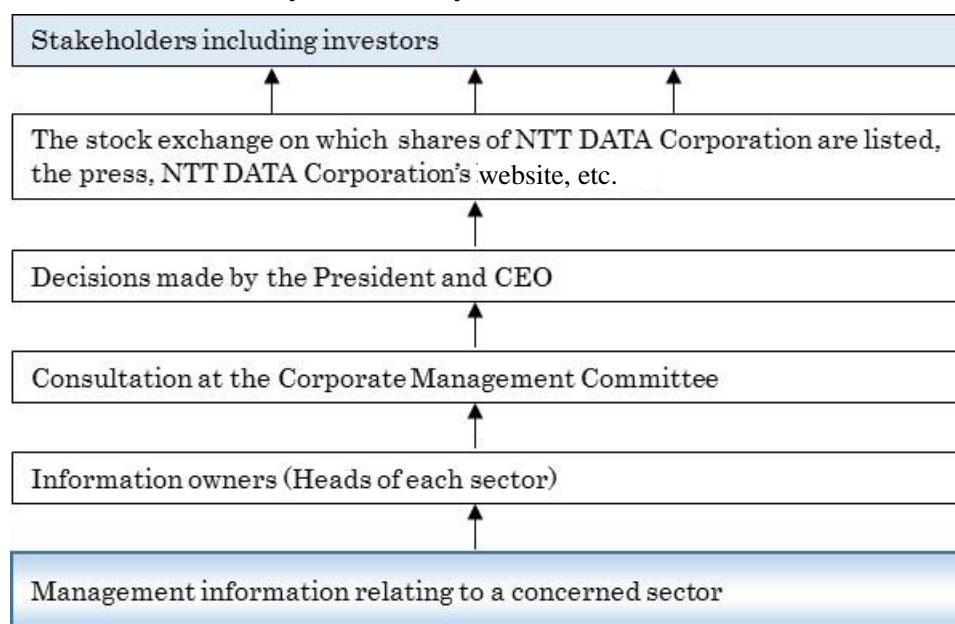 Stakeholders including investors
The stock exchange on which shares of NTT DATA Corporation are listed,
the press, NTT DATA Corporation's website, etc.
Decisions made by the President and CEO
Consultation at the Corporate Management Committee
Information owners (Heads of each sector)
Management information relating to a concerned sector